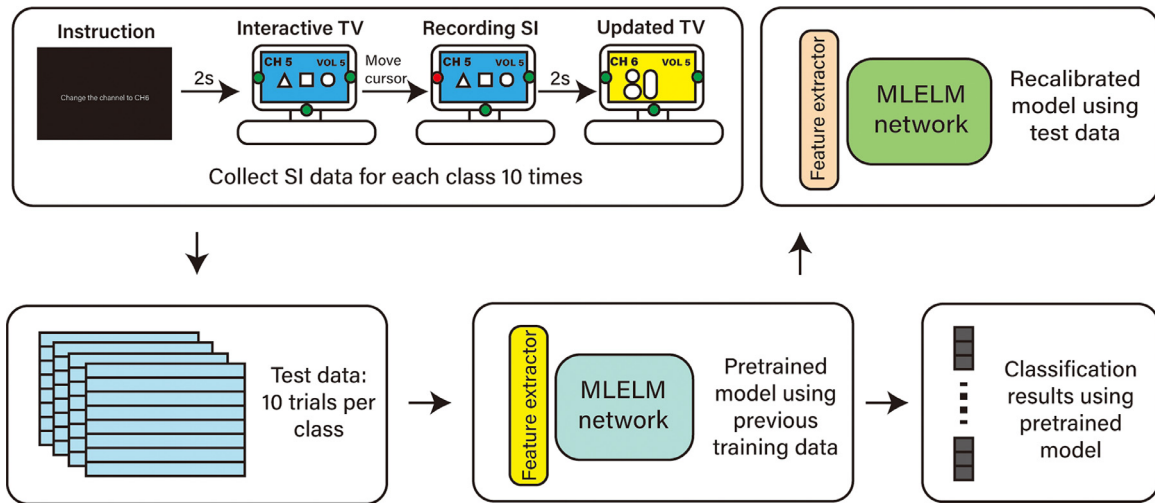 Instruction
Interactive TV
Recording SI
Updated TV
Change the channel to CH6
2s
CH 5 VOL 5
Move
cursor
CH 5 VOL 5
2s
CH 6 VOL 5
Collect SI data for each class 10 times
Feature extractor
MLELM
network
Recalibrated
model using
test data
Test data:
10 trials per
class
Feature extractor
MLELM
network
Pretrained
model using
previous
training data
Classification
results using
pretrained
model